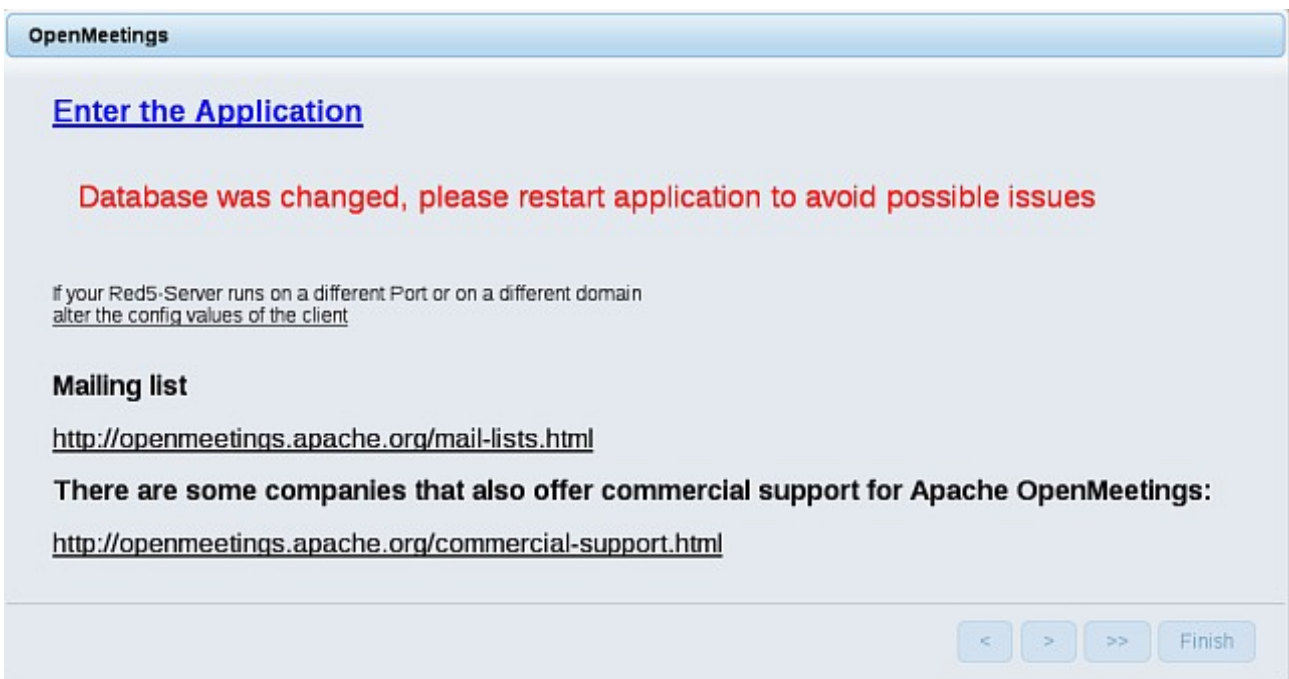 OpenMeetings
Enter the Application
Database was changed, please restart application to avoid possible issues
If your Red5-Server runs on a different Port or on a different domain
alter the config values of the client
Mailing list
http://openmeetings.apache.org/mail-lists.html
There are some companies that also offer commercial support for Apache OpenMeetings:
http://openmeetings.apache.org/commercial-support.html
< > >> Finish